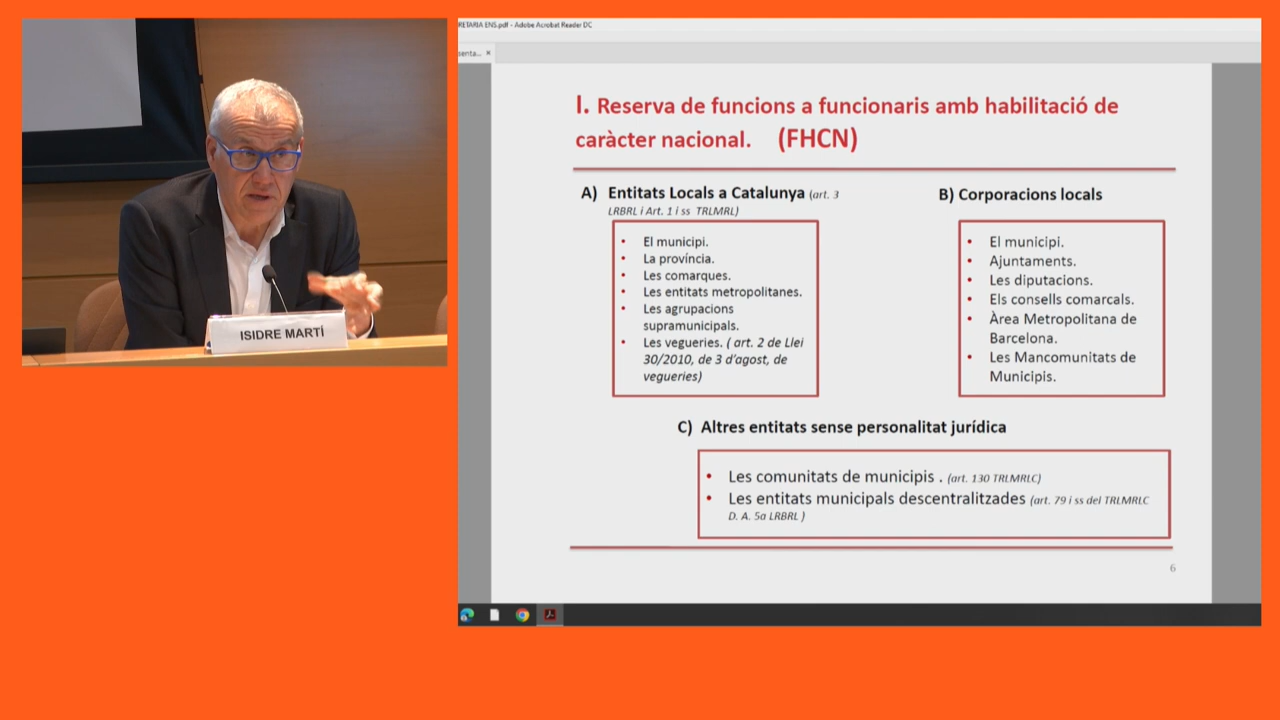 RETARIA ENS.pdf - Adobe Acrobat Reader DC
senta... ×
I. Reserva de funcions a funcionaris amb habilitació de
caràcter nacional. (FHCN)
A) Entitats Locals a Catalunya (art. 3
LRBRL i Art. 1 i ss TRLMRL)
• El municipi.
• La província.
• Les comarques.
• Les entitats metropolitanes.
• Les agrupacions
supramunicipals.
• Les vegueries. ( art. 2 de Llei
30/2010, de 3 d'agost, de
vegueries)
B) Corporacions locals
• El municipi.
• Ajuntaments.
• Les diputacions.
• Els consells comarcals.
• Àrea Metropolitana de
Barcelona.
• Les Mancomunitats de
Municipis.
C) Altres entitats sense personalitat jurídica
• Les comunitats de municipis . (art. 130 TRLMRLC)
• Les entitats municipals descentralitzades (art. 79 i ss del TRLMRLC
D. A. 5a LRBRL )
6
ISIDRE MARTÍ